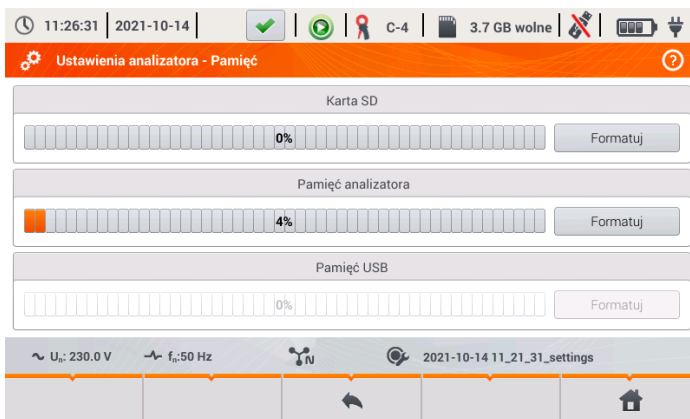 11:26:31 2021-10-14 C-4 3.7 GB wolne
Ustawienia analizatora - Pamięć ?
Karta SD
0% Formatuj
Pamięć analizatora
4% Formatuj
Pamięć USB
0% Formatuj
Uₙ: 230.0 V fₙ:50 Hz N 2021-10-14 11_21_31_settings